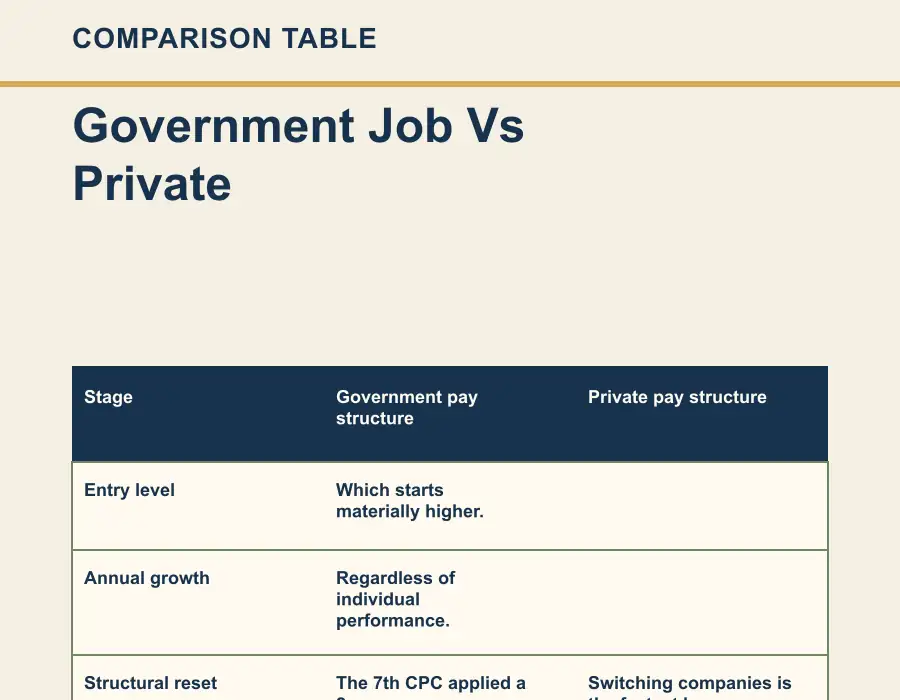 COMPARISON TABLE
Government Job Vs
Private
Stage
Government pay
structure
Private pay structure
Entry level
Which starts
materially higher.
Annual growth
Regardless of
individual
performance.
Structural reset
The 7th CPC applied a
Switching companies is